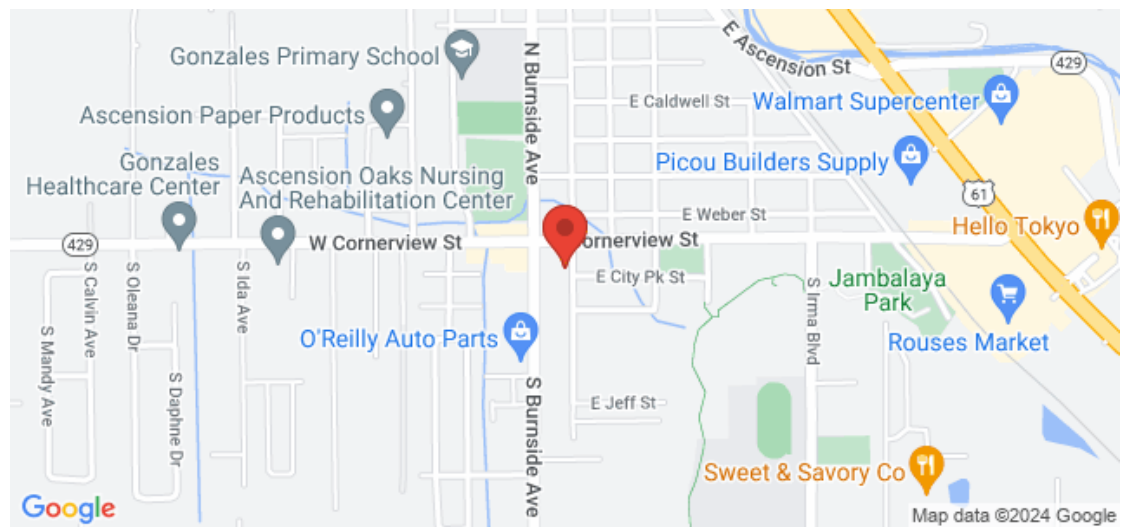 Gonzales Primary School
N Burnside Ave
E Ascension St
429
E Caldwell St
Walmart Supercenter
Ascension Paper Products
Gonzales
Healthcare Center
Ascension Oaks Nursing
And Rehabilitation Center
Picou Builders Supply
61
E Weber St
Hello Tokyo
429
W Cornerview St
ornerview St
E City Pk St
Jambalaya
Park
S Calvin Ave
S Oleana Dr
S Ida Ave
S Irma Blvd
S Mandy Ave
O'Reilly Auto Parts
Rouses Market
S Daphne Dr
S Burnside Ave
E Jeff St
Sweet & Savory Co
Google
Map data ©2024 Google